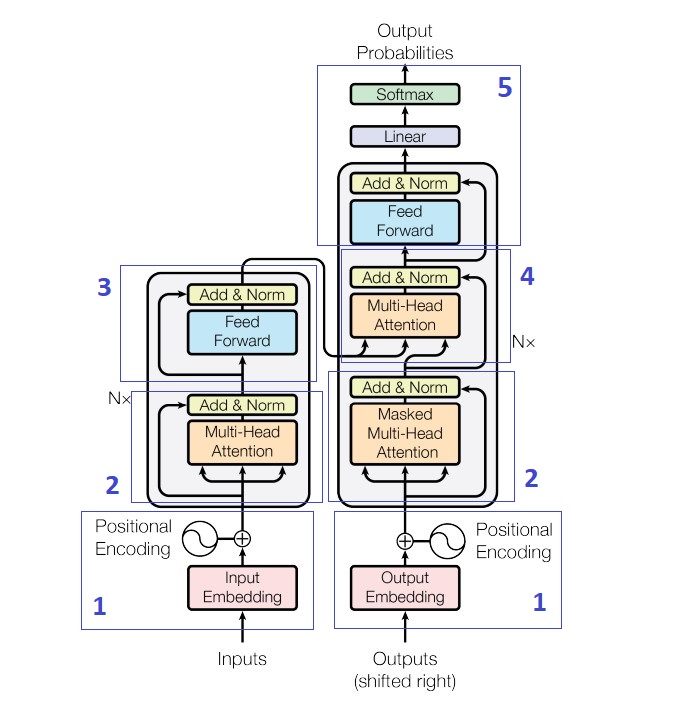 Output
Probabilities
5
Softmax
Linear
Add & Norm
Feed
Forward
4
Add & Norm
Multi-Head
Attention
N×
3
Add & Norm
Feed
Forward
N×
Add & Norm
Multi-Head
Attention
2
Add & Norm
Masked
Multi-Head
Attention
2
Positional
Encoding
1
Input
Embedding
Inputs
Positional
Encoding
1
Output
Embedding
Outputs
(shifted right)